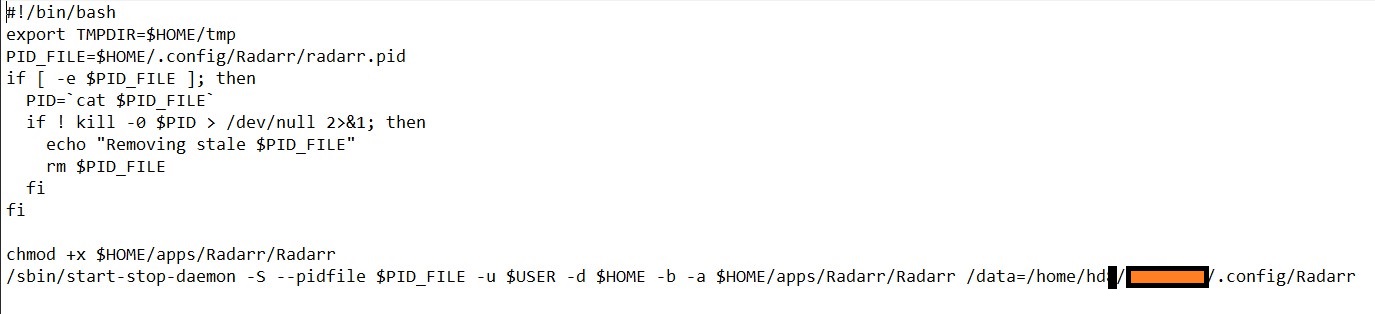 #!/bin/bash
export TMPDIR=$HOME/tmp
PID_FILE=$HOME/.config/Radarr/radarr.pid
if [ -e $PID_FILE ]; then
  PID=`cat $PID_FILE`
  if ! kill -0 $PID > /dev/null 2>&1; then
    echo "Removing stale $PID_FILE"
    rm $PID_FILE
  fi
fi

chmod +x $HOME/apps/Radarr/Radarr
/sbin/start-stop-daemon -S --pidfile $PID_FILE -u $USER -d $HOME -b -a $HOME/apps/Radarr/Radarr /data=/home/hd / /.config/Radarr